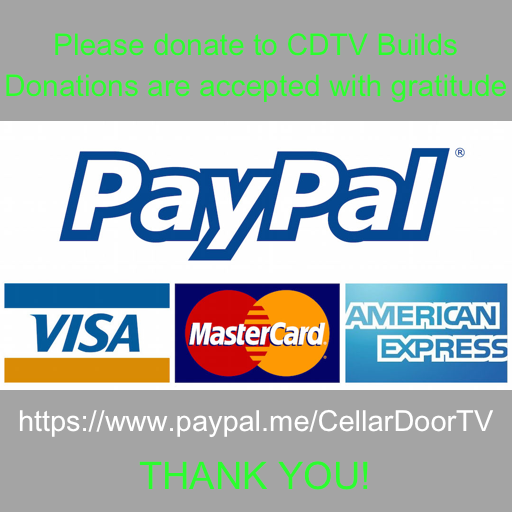 Please donate to CDTV Builds
Donations are accepted with gratitude
PayPal®
VISA MasterCard AMERICAN EXPRESS
https://www.paypal.me/CellarDoorTV
THANK YOU!